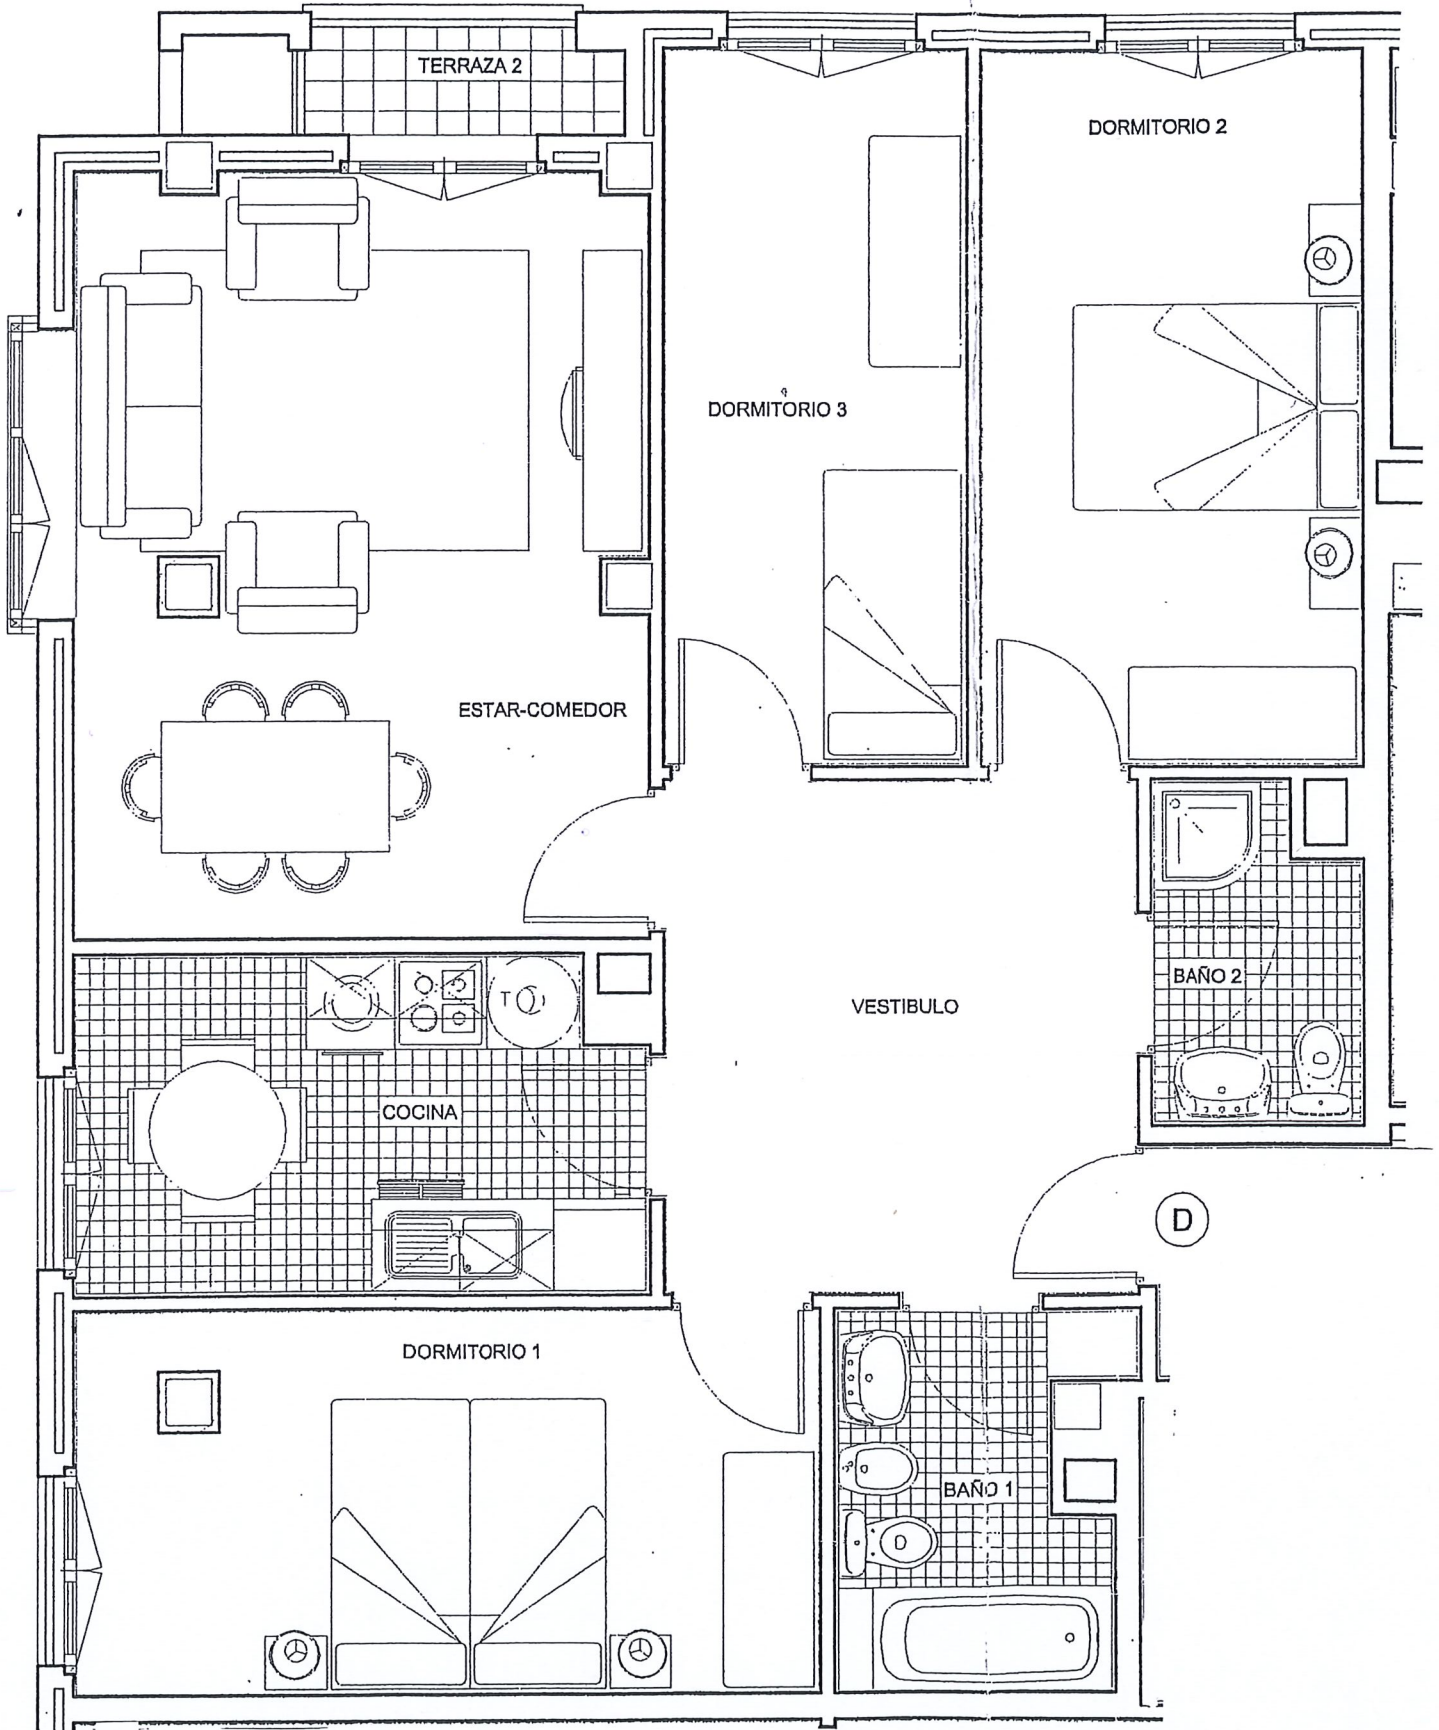 TERRAZA 2
DORMITORIO 2
DORMITORIO 3
ESTAR-COMEDOR
BAÑO 2
T
VESTIBULO
COCINA
D
DORMITORIO 1
BAÑO 1